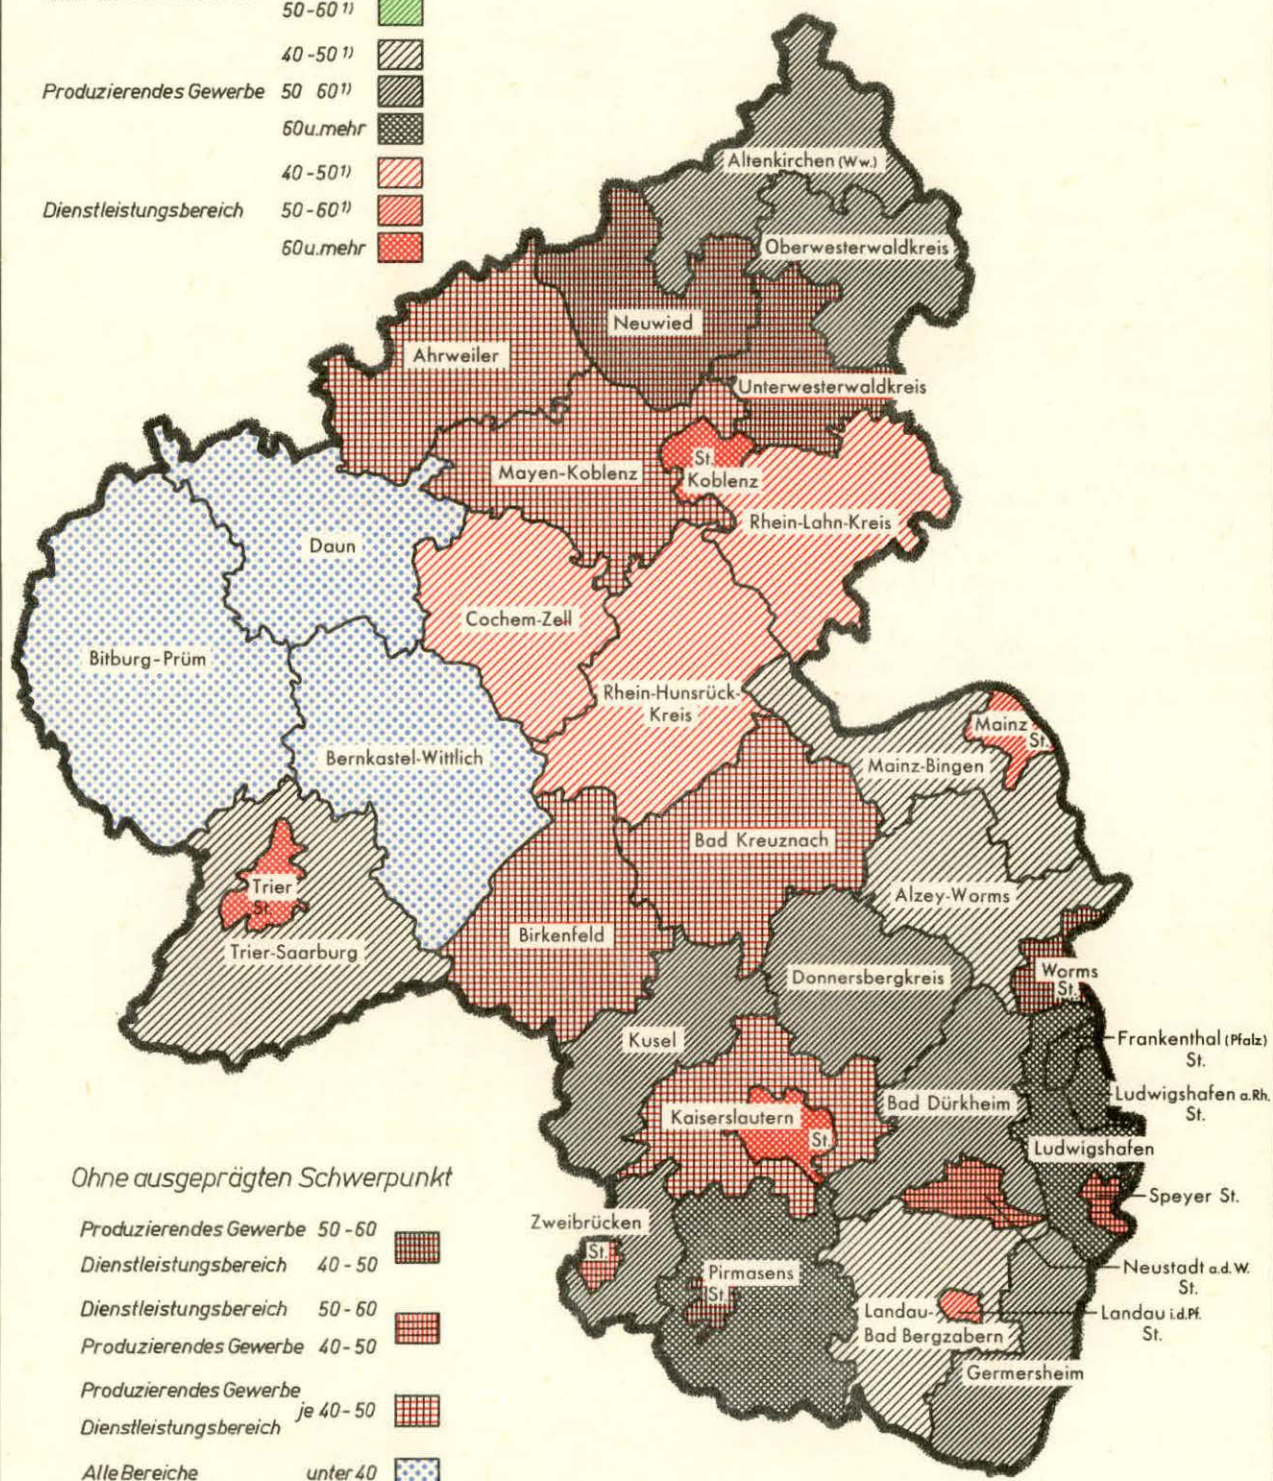 50-60 1)
40-50 1)
Produzierendes Gewerbe 50 60 1)
60 u. mehr
40-50 1)
Dienstleistungsbereich 50-60 1)
60 u. mehr
Altenkirchen (Ww.)
Oberwesterwaldkreis
Neuwied
Ahrweiler
Unterwesterwaldkreis
Mayen-Koblenz
St.
Koblenz
Rhein-Lahn-Kreis
Daun
Cochem-Zell
Bitburg-Prüm
Rhein-Hunsrück-
Kreis
Mainz
St.
Bernkastel-Wittlich
Mainz-Bingen
Bad Kreuznach
Trier
St.
Alzey-Worms
Birkenfeld
Trier-Saarburg
Worms
St.
Donnersbergkreis
Kusel
Frankenthal (Pfalz)
St.
Ludwigshafen a.Rh.
St.
Kaiserslautern
St.
Bad Dürkheim
Ludwigshafen
Speyer St.
Zweibrücken
St.
Neustadt a.d.W.
St.
Pirmasens
St.
Landau i.d.Pf.
St.
Landau-
Bad Bergzabern
Germersheim
Ohne ausgeprägten Schwerpunkt
Produzierendes Gewerbe 50-60
Dienstleistungsbereich 40-50
Dienstleistungsbereich 50-60
Produzierendes Gewerbe 40-50
Produzierendes Gewerbe
je 40-50
Dienstleistungsbereich
Alle Bereiche unter 40